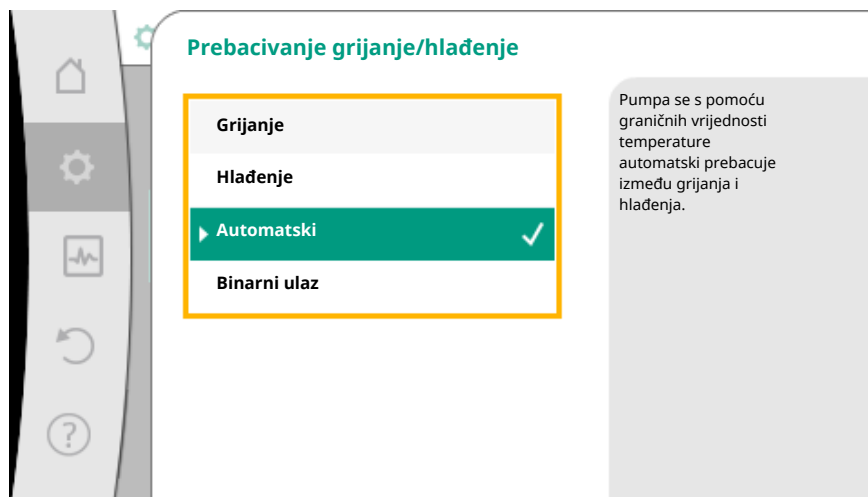 Prebacivanje grijanje/hlađenje
Grijanje
Hlađenje
Automatski
Binarni ulaz
Pumpa se s pomoću
graničnih vrijednosti
temperature
automatski prebacuje
između grijanja i
hlađenja.
?